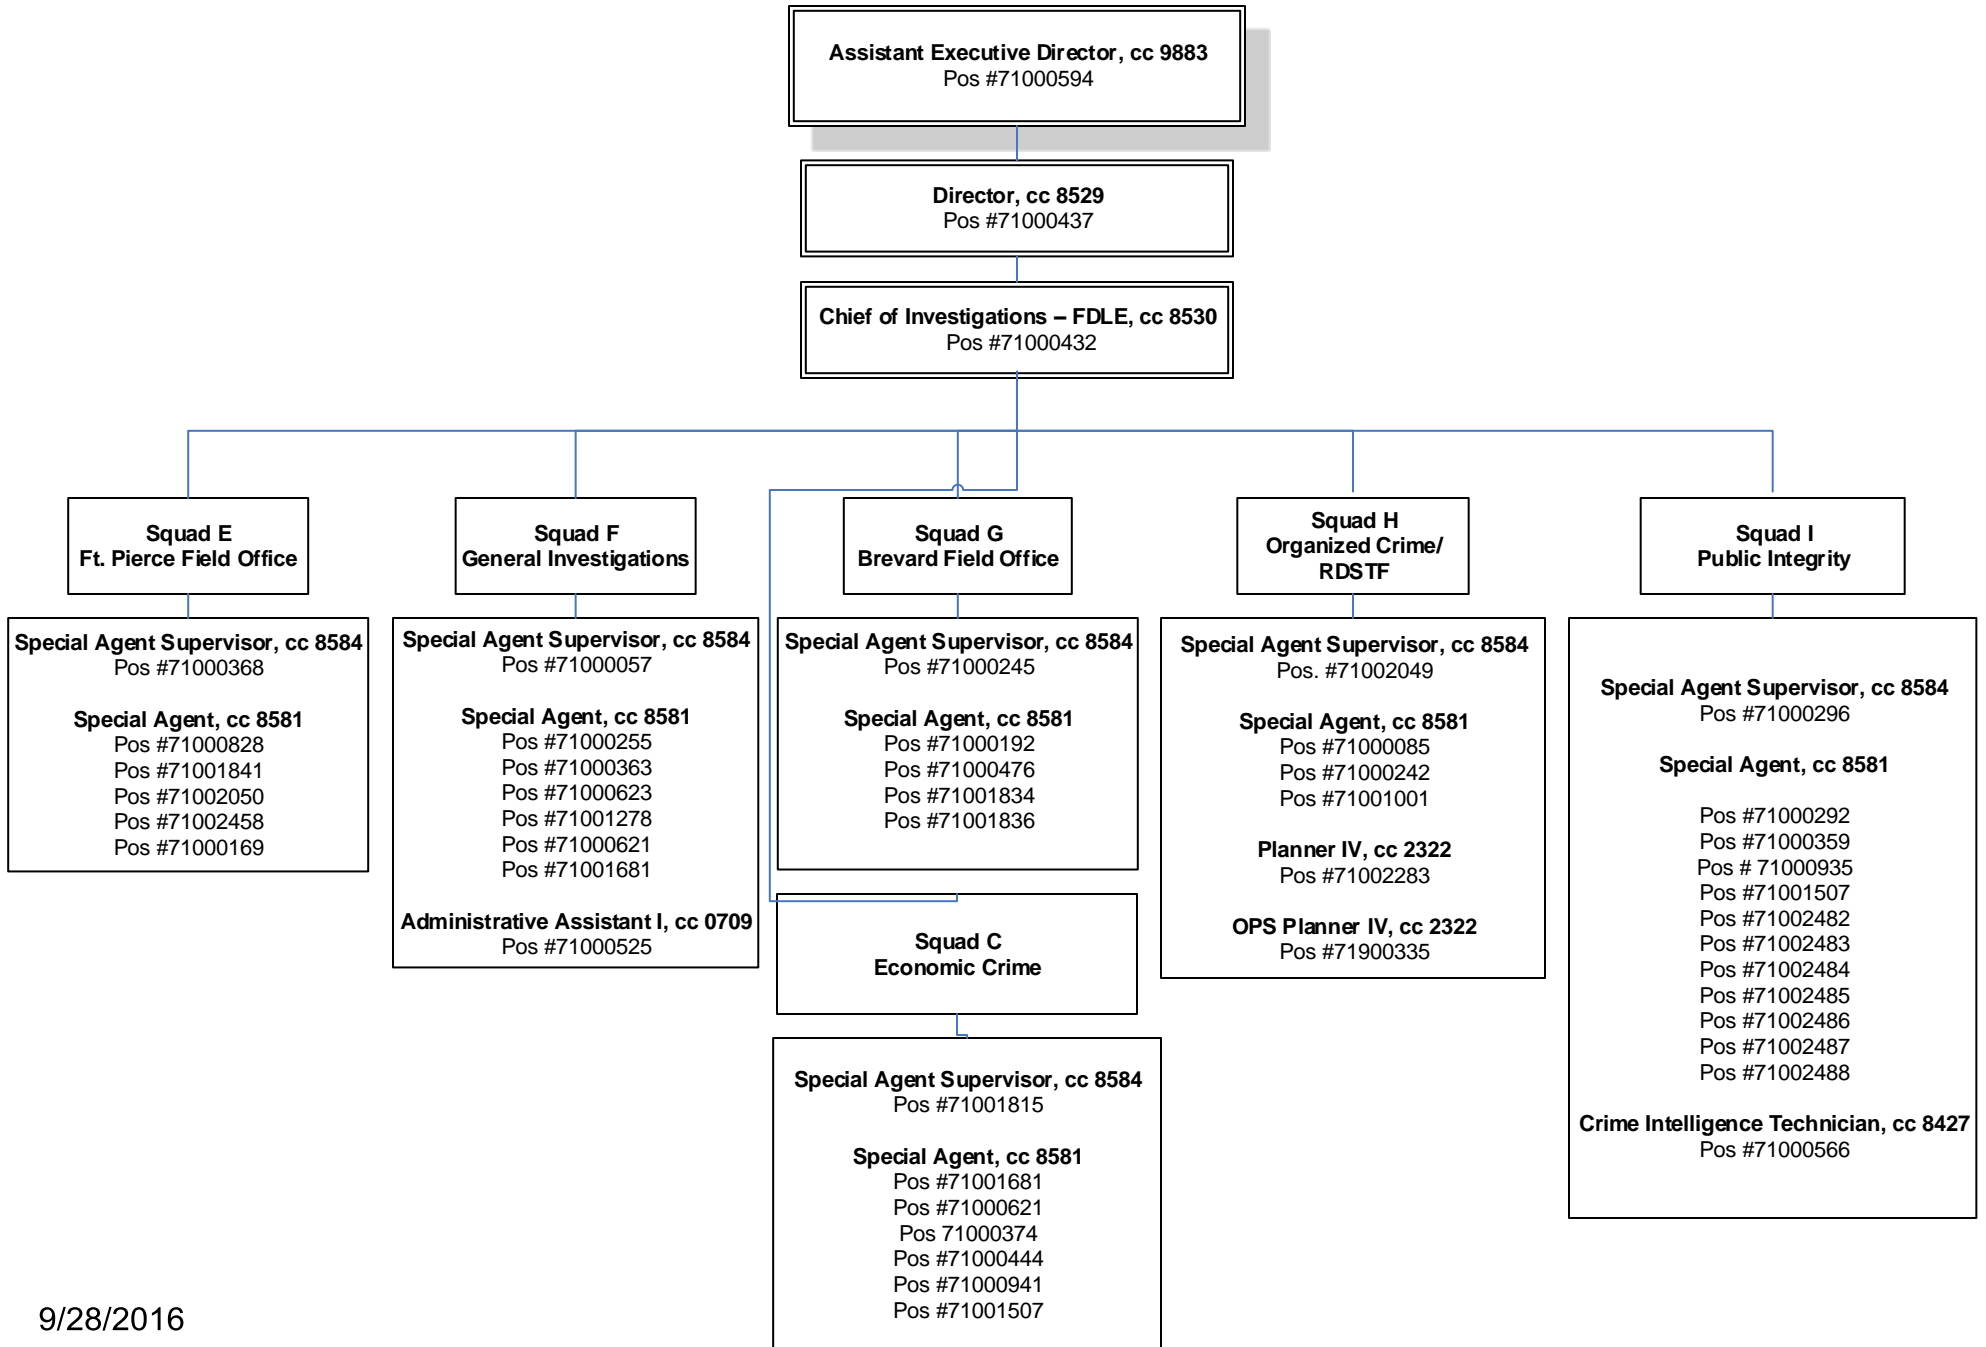 Assistant Executive Director, cc 9883
Pos #71000594
Director, cc 8529
Pos #71000437
Chief of Investigations – FDLE, cc 8530
Pos #71000432
Squad E
Ft. Pierce Field Office
Special Agent Supervisor, cc 8584
Pos #71000368
Special Agent, cc 8581
Pos #71000828
Pos #71001841
Pos #71002050
Pos #71002458
Pos #71000169
Squad F
General Investigations
Special Agent Supervisor, cc 8584
Pos #71000057
Special Agent, cc 8581
Pos #71000255
Pos #71000363
Pos #71000623
Pos #71001278
Pos #71000621
Pos #71001681
Administrative Assistant I, cc 0709
Pos #71000525
Squad G
Brevard Field Office
Special Agent Supervisor, cc 8584
Pos #71000245
Special Agent, cc 8581
Pos #71000192
Pos #71000476
Pos #71001834
Pos #71001836
Squad C
Economic Crime
Special Agent Supervisor, cc 8584
Pos #71001815
Special Agent, cc 8581
Pos #71001681
Pos #71000621
Pos 71000374
Pos #71000444
Pos #71000941
Pos #71001507
Squad H
Organized Crime/
RDSTF
Special Agent Supervisor, cc 8584
Pos. #71002049
Special Agent, cc 8581
Pos #71000085
Pos #71000242
Pos #71001001
Planner IV, cc 2322
Pos #71002283
OPS Planner IV, cc 2322
Pos #71900335
Squad I
Public Integrity
Special Agent Supervisor, cc 8584
Pos #71000296
Special Agent, cc 8581
Pos #71000292
Pos #71000359
Pos # 71000935
Pos #71001507
Pos #71002482
Pos #71002483
Pos #71002484
Pos #71002485
Pos #71002486
Pos #71002487
Pos #71002488
Crime Intelligence Technician, cc 8427
Pos #71000566
9/28/2016